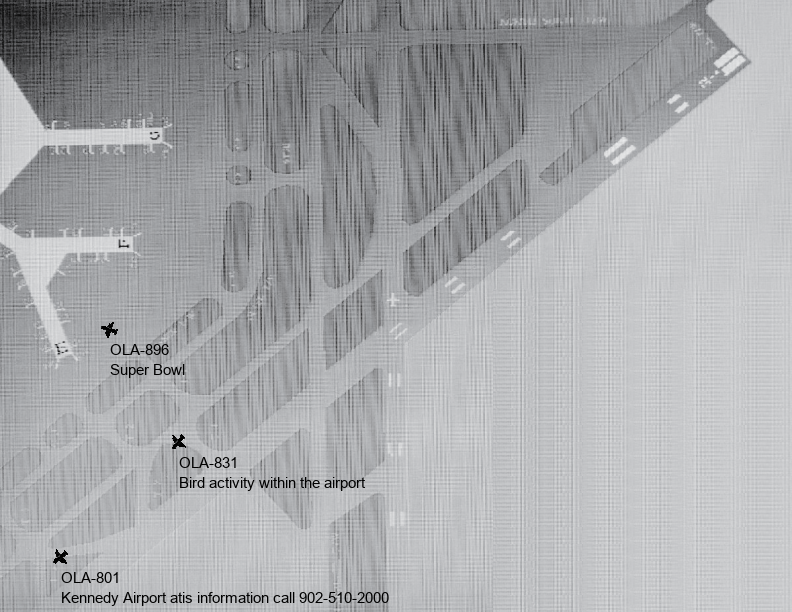 G
F
OLA-896
Super Bowl
OLA-831
Bird activity within the airport
OLA-801
Kennedy Airport atis information call 902-510-2000